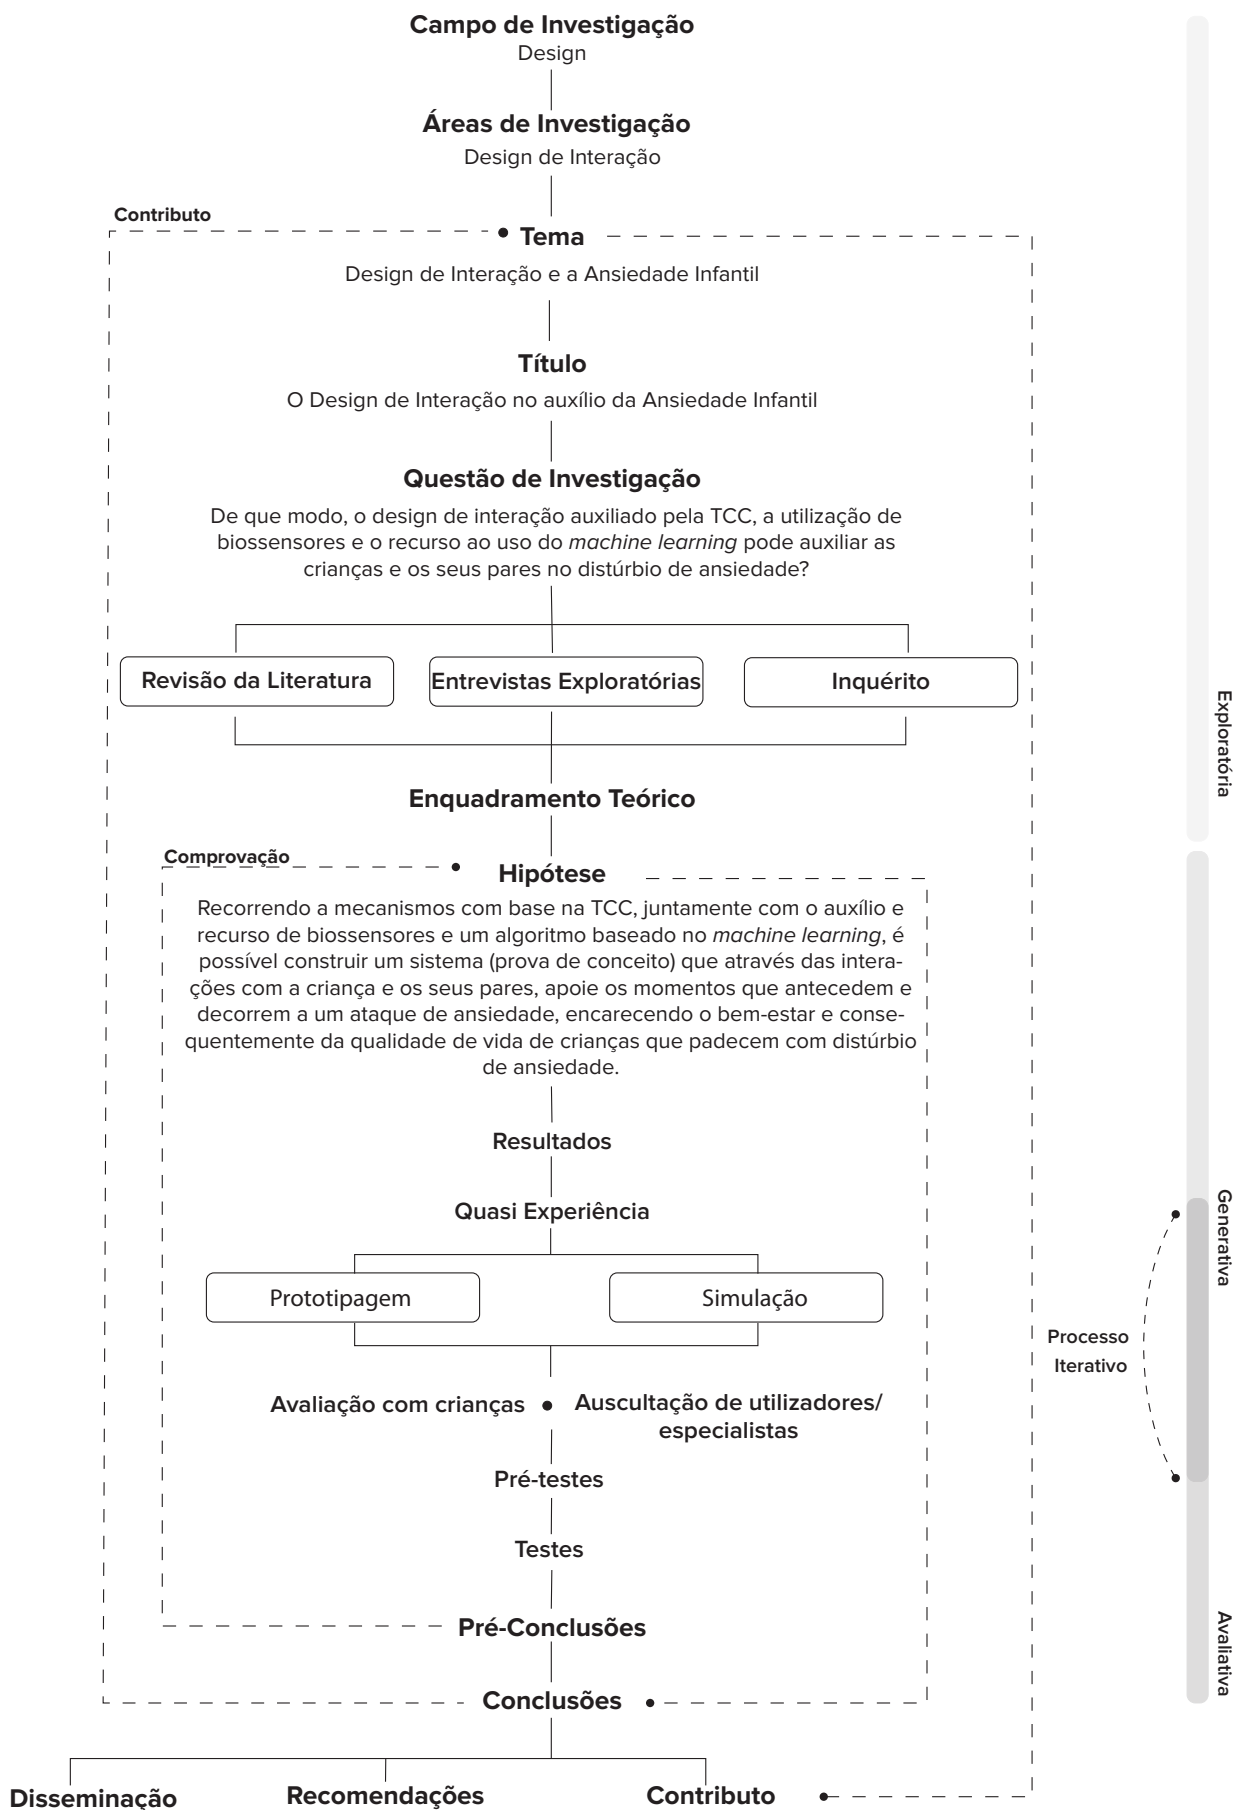 Campo de Investigação
Design
Áreas de Investigação
Design de Interação
Contributo
Tema
Design de Interação e a Ansiedade Infantil
Título
O Design de Interação no auxílio da Ansiedade Infantil
Questão de Investigação
De que modo, o design de interação auxiliado pela TCC, a utilização de
biossensores e o recurso ao uso do machine learning pode auxiliar as
crianças e os seus pares no distúrbio de ansiedade?
Revisão da Literatura
Entrevistas Exploratórias
Inquérito
Exploratória
Enquadramento Teórico
Comprovação
Hipótese
Recorrendo a mecanismos com base na TCC, juntamente com o auxílio e
recurso de biossensores e um algoritmo baseado no machine learning, é
possível construir um sistema (prova de conceito) que através das intera-
ções com a criança e os seus pares, apoie os momentos que antecedem e
decorrem a um ataque de ansiedade, encarecendo o bem-estar e conse-
quentemente da qualidade de vida de crianças que padecem com distúrbio
de ansiedade.
Resultados
Quasi Experiência
Generativa
Prototipagem
Simulação
Processo
Iterativo
Avaliação com crianças
Auscultação de utilizadores/
especialistas
Pré-testes
Testes
Pré-Conclusões
Avaliativa
Conclusões
Disseminação
Recomendações
Contributo